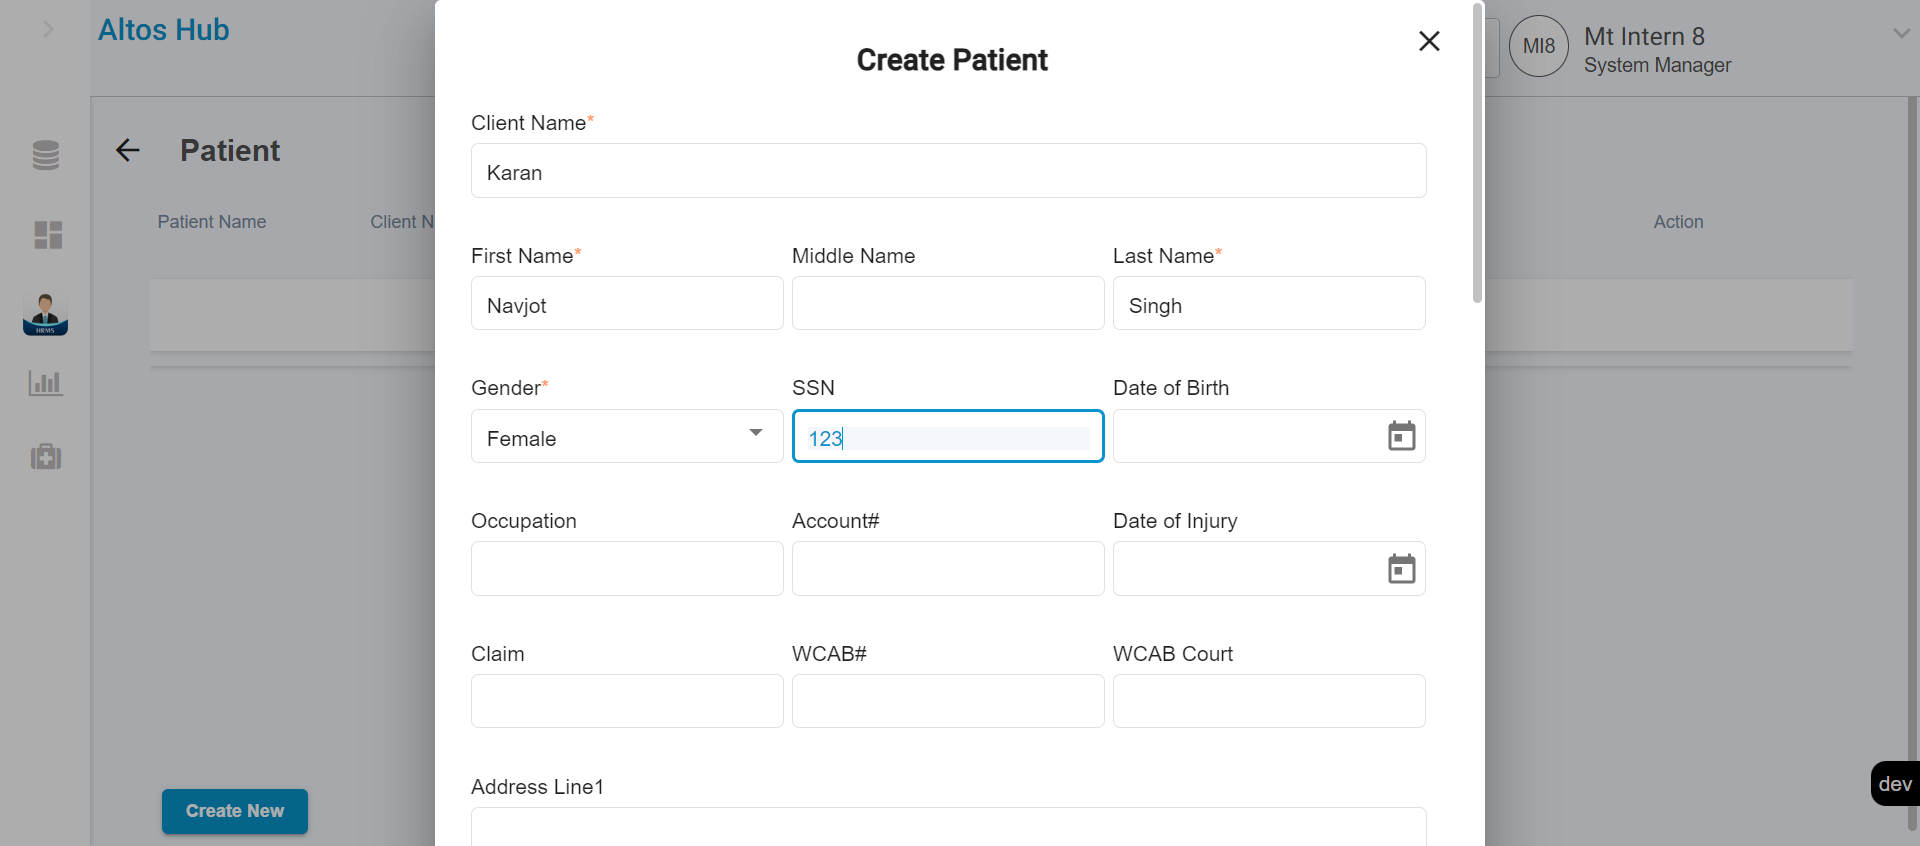 Altos Hub
Create Patient
MI8
Mt Intern 8
System Manager
Patient
Patient Name
Client N
Action
HRMS
Client Name*
Karan
First Name* Middle Name Last Name*
Navjot Singh
Gender* SSN Date of Birth
Female 123
Occupation Account# Date of Injury
Claim WCAB# WCAB Court
Address Line1
Create New
dev